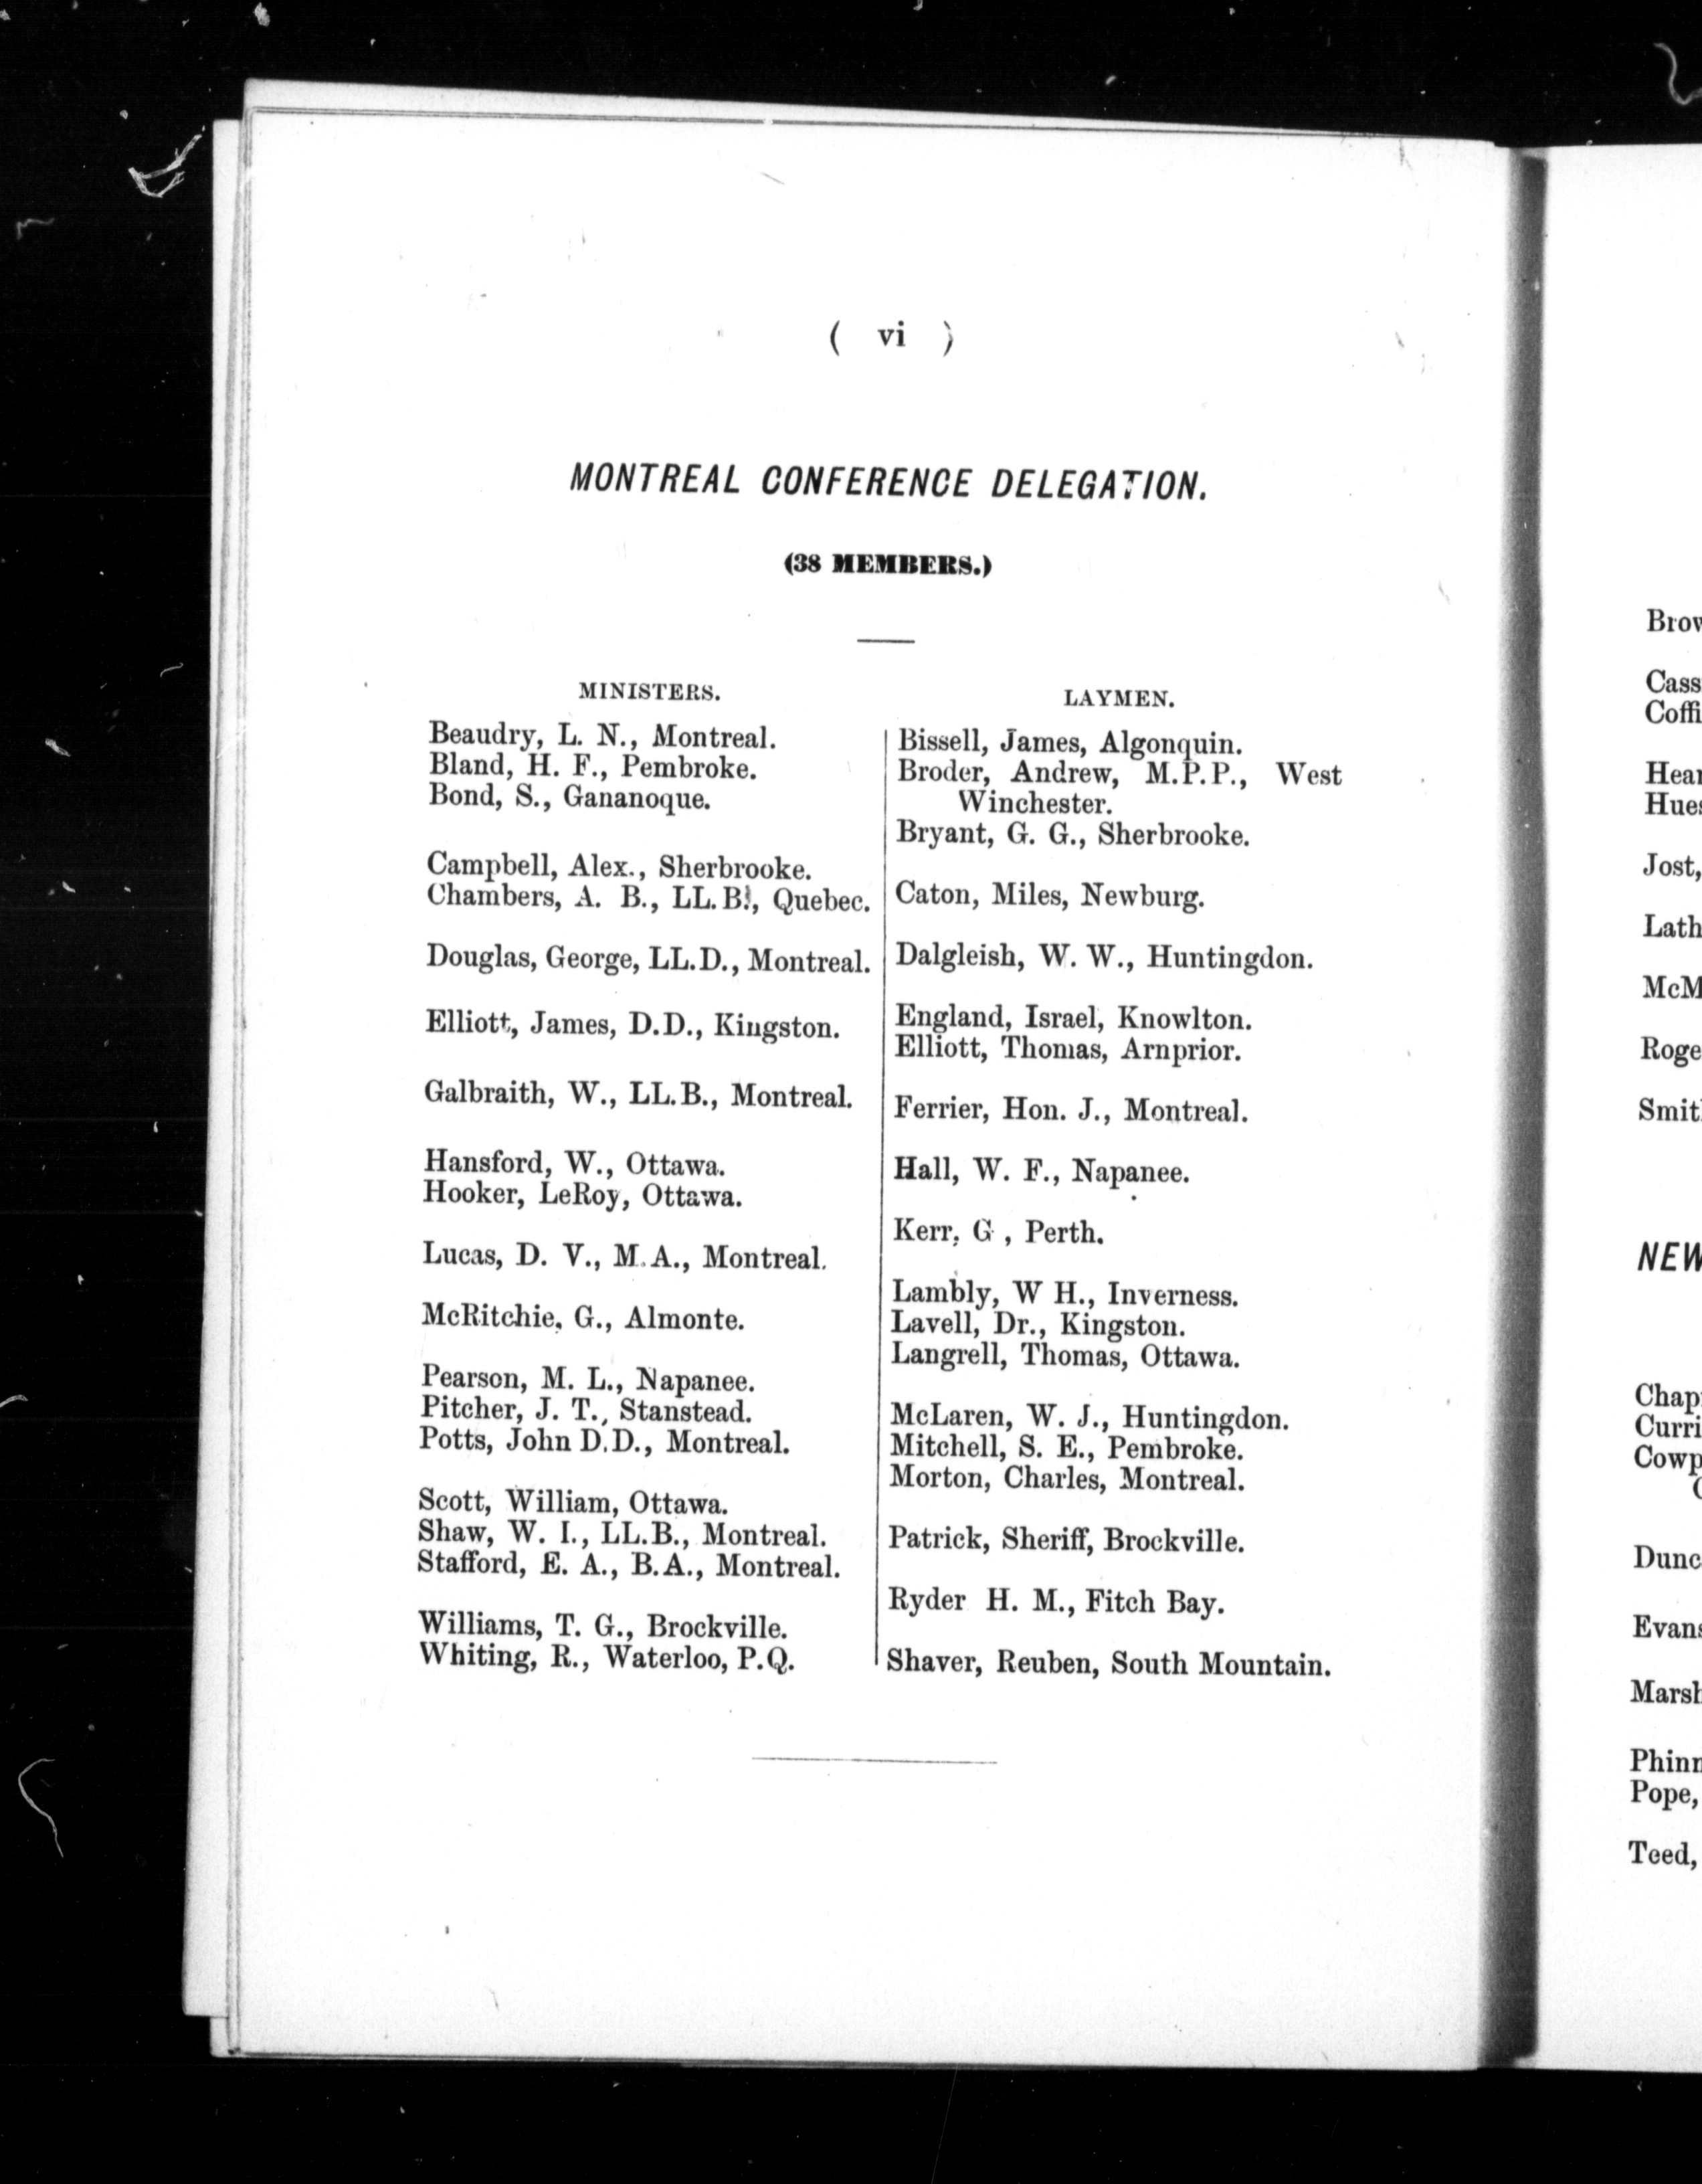 ( vi )
MONTREAL CONFERENCE DELEGATION.
(38 MEMBERS.)
MINISTERS.
Beaudry, L. N., Montreal.
Bland, H. F., Pembroke.
Bond, S., Gananoque.
Campbell, Alex., Sherbrooke.
Chambers, A. B., LL.B., Quebec.
Douglas, George, LL.D., Montreal.
Elliott, James, D.D., Kingston.
Galbraith, W., LL.B., Montreal.
Hansford, W., Ottawa.
Hooker, LeRoy, Ottawa.
Lucas, D. V., M.A., Montreal.
McRitchie, G., Almonte.
Pearson, M. L., Napanee.
Pitcher, J. T., Stanstead.
Potts, John D.D., Montreal.
Scott, William, Ottawa.
Shaw, W. I., LL.B., Montreal.
Stafford, E. A., B.A., Montreal.
Williams, T. G., Brockville.
Whiting, R., Waterloo, P.Q.
LAYMEN.
Bissell, James, Algonquin.
Broder, Andrew, M.P.P., West
Winchester.
Bryant, G. G., Sherbrooke.
Caton, Miles, Newburg.
Dalgleish, W. W., Huntingdon.
England, Israel, Knowlton.
Elliott, Thomas, Arnprior.
Ferrier, Hon. J., Montreal.
Hall, W. F., Napanee.
Kerr, G , Perth.
Lambly, W H., Inverness.
Lavell, Dr., Kingston.
Langrell, Thomas, Ottawa.
McLaren, W. J., Huntingdon.
Mitchell, S. E., Pembroke.
Morton, Charles, Montreal.
Patrick, Sheriff, Brockville.
Ryder H. M., Fitch Bay.
Shaver, Reuben, South Mountain.
Jost,
NEW
Pope,
Teed,